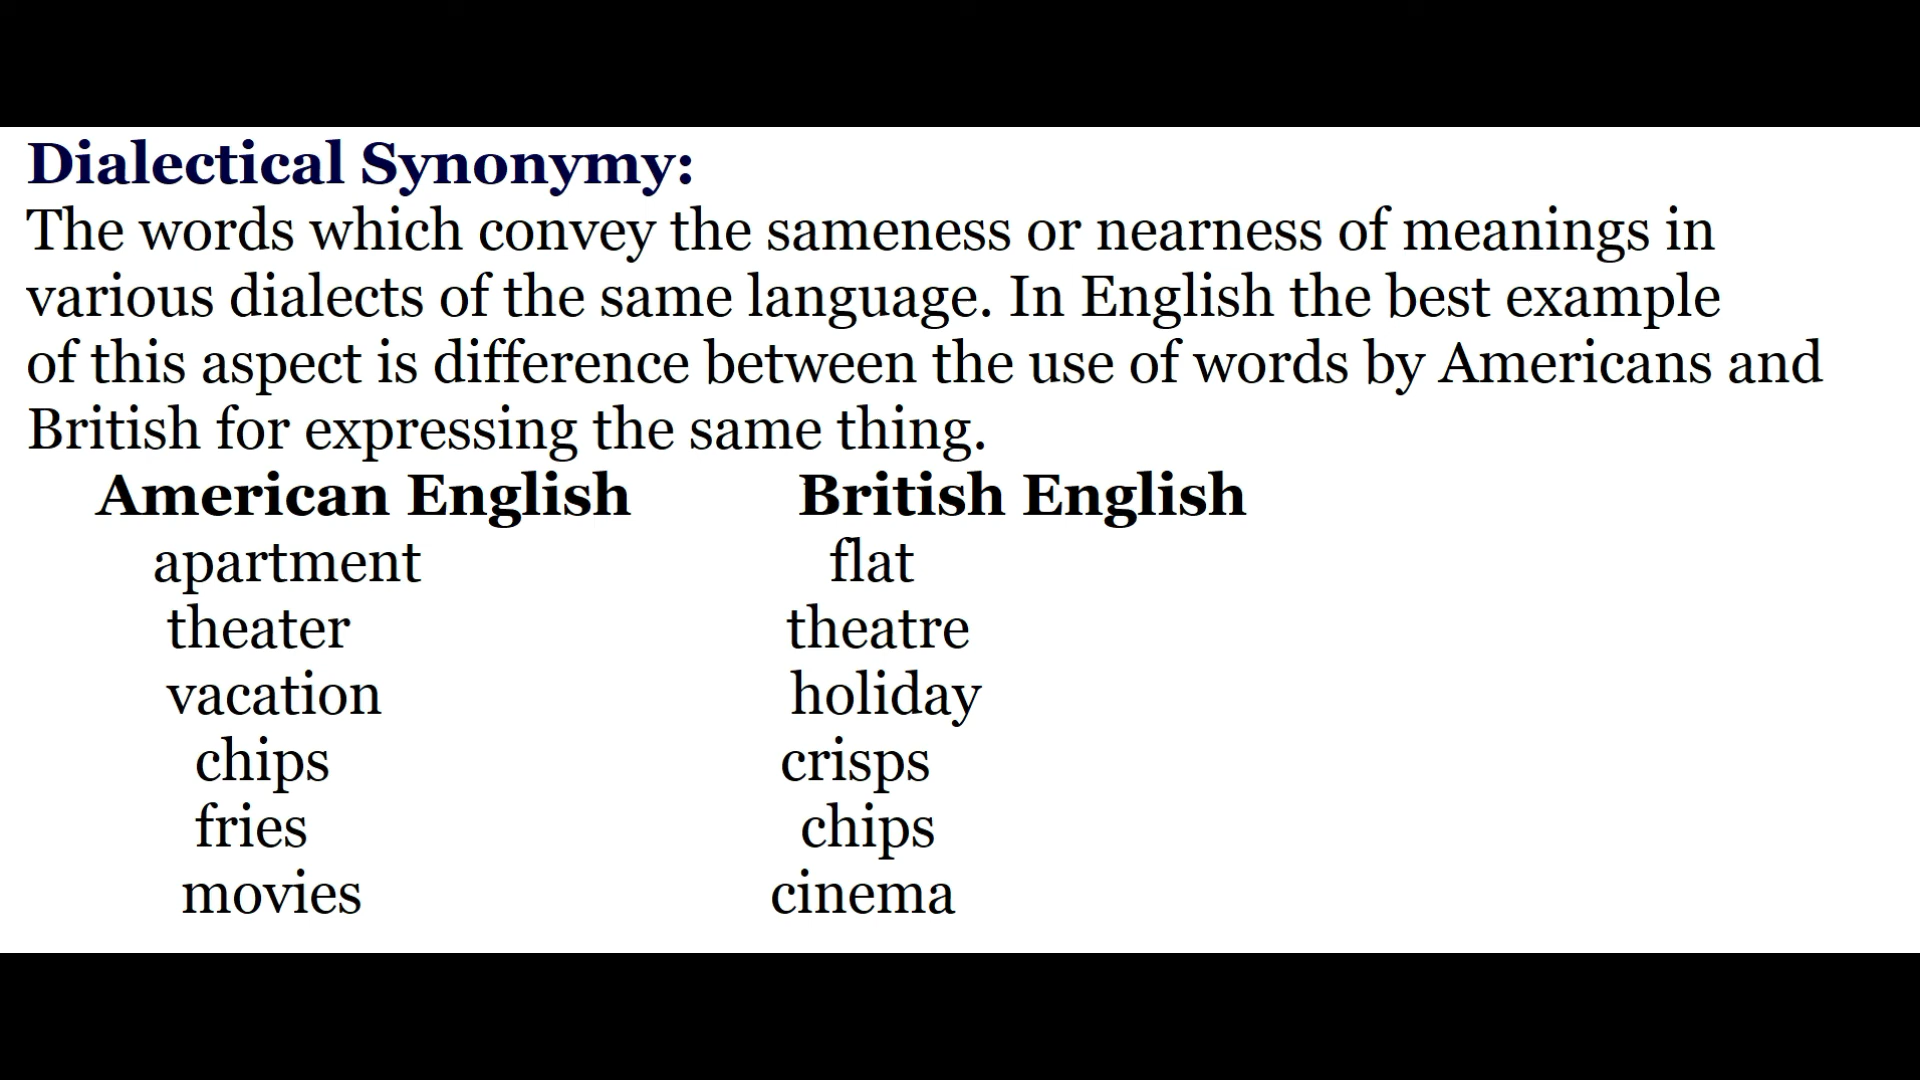 Dialectical Synonymy:
The words which convey the sameness or nearness of meanings in
various dialects of the same language. In English the best example
of this aspect is difference between the use of words by Americans and
British for expressing the same thing.
American English British English
apartment flat
theater theatre
vacation holiday
chips crisps
fries chips
movies cinema